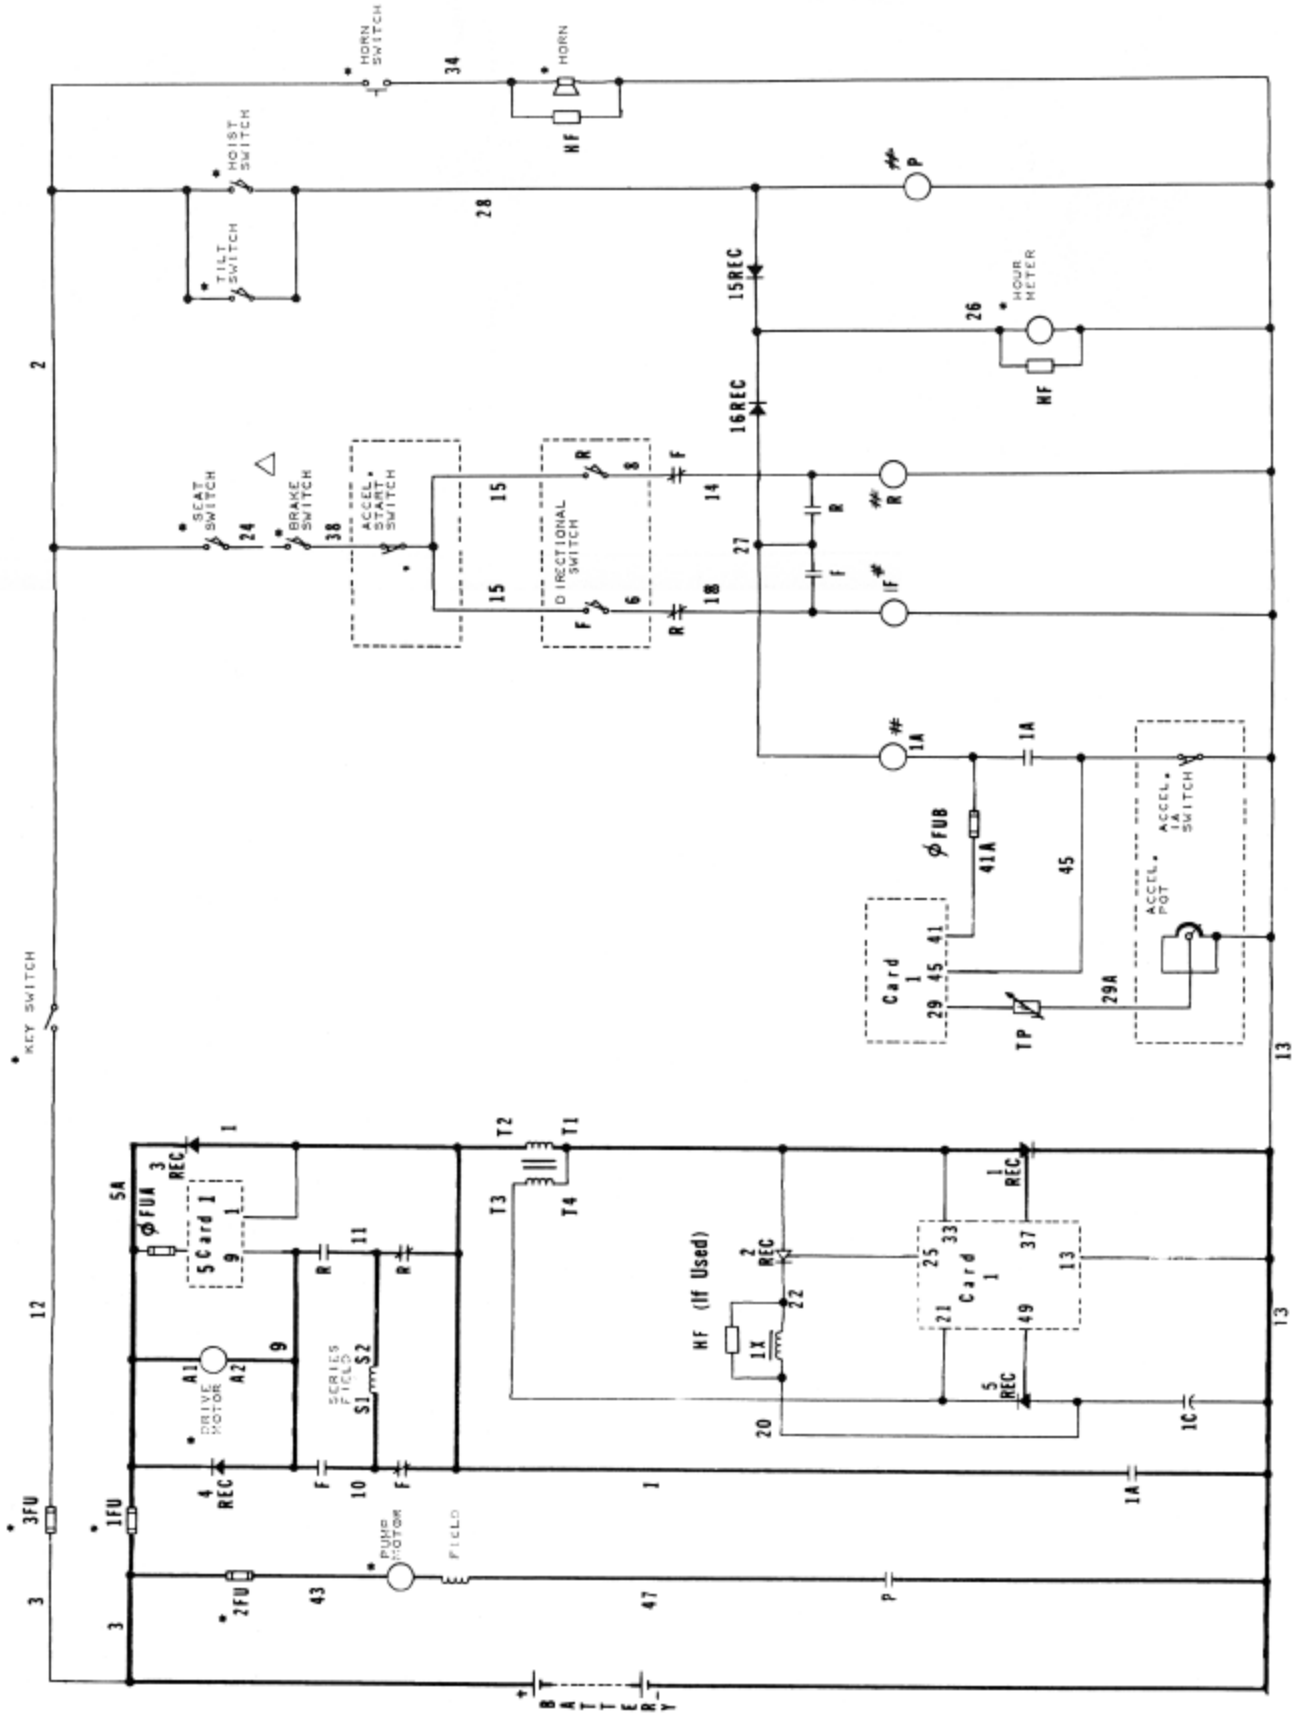 * HORN
SWITCH
34
* HORN
HF
* HOIST
SWITCH
* TILT
SWITCH
28
# P
2
15REC
26
* HOUR
METER
HF
16REC
* SEAT
SWITCH
24
* BRAKE
SWITCH
38
ACCEL. *
START
SWITCH
*
15
15
DIRECTIONAL
SWITCH
R
8
F
14
F
6
R
18
27
R
F
# R
# 1F
# 1A
1A
Ø FUB
41A
45
ACCEL. *
1A
SWITCH
ACCEL. *
POT
Card
1
41
45
29
TP
29A
13
* KEY SWITCH
12
5A
3
REC
1
Ø FUA
5 Card 1
9
1
T2
T1
T3
T4
R
11
R
* DRIVE
MOTOR
A1
A2
9
SERIES
FIELD
S1
S2
4
REC
F
10
F
HF (If Used)
2
REC
22
1X
20
25
33
Card
1
21
37
13
49
1
REC
5
REC
1C
1
1A
13
* 3FU
* 1FU
3
3
* 2FU
43
* PUMP
MOTOR
FIELD
47
P
+ BATTERY -